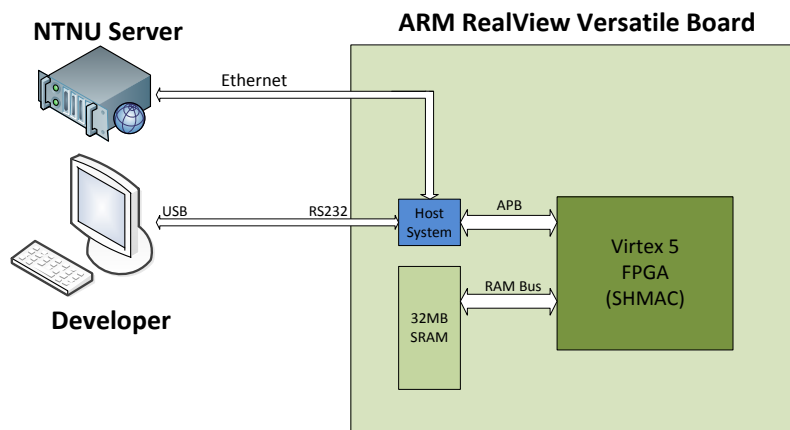 NTNU Server
ARM RealView Versatile Board
Ethernet
USB
RS232
Host
System
APB
Virtex 5
FPGA
(SHMAC)
RAM Bus
32MB
SRAM
Developer